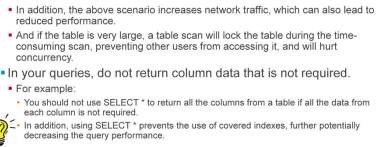 In addition, the above scenario increases network traffic, which can also lead to
reduced performance.
And if the table is very large, a table scan will lock the table during the time-
consuming scan, preventing other users from accessing it, and will hurt
concurrency.
In your queries, do not return column data that is not required.
For example:
You should not use SELECT * to return all the columns from a table if all the data from
each column is not required.
In addition, using SELECT * prevents the use of covered indexes, further potentially
decreasing the query performance.